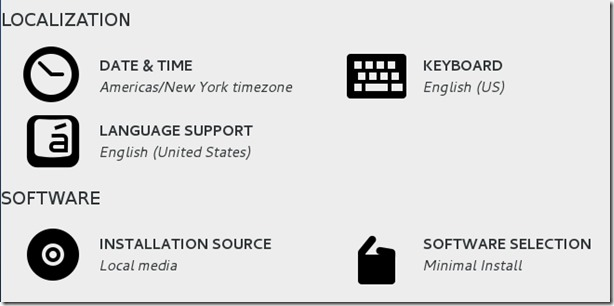 LOCALIZATION
DATE & TIME
Americas/New York timezone
KEYBOARD
English (US)
á
LANGUAGE SUPPORT
English (United States)
SOFTWARE
INSTALLATION SOURCE
Local media
SOFTWARE SELECTION
Minimal Install